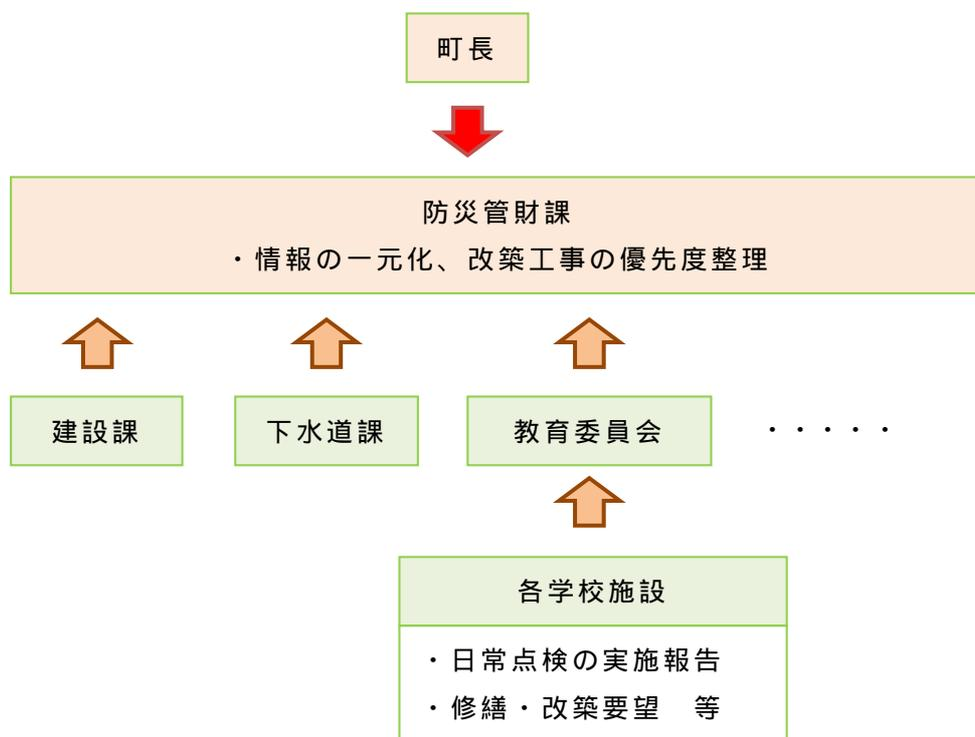 町長
防災管財課
・情報の一元化、改築工事の優先度整理
建設課
下水道課
教育委員会
・・・・・
各学校施設
・日常点検の実施報告
・修繕・改築要望　等